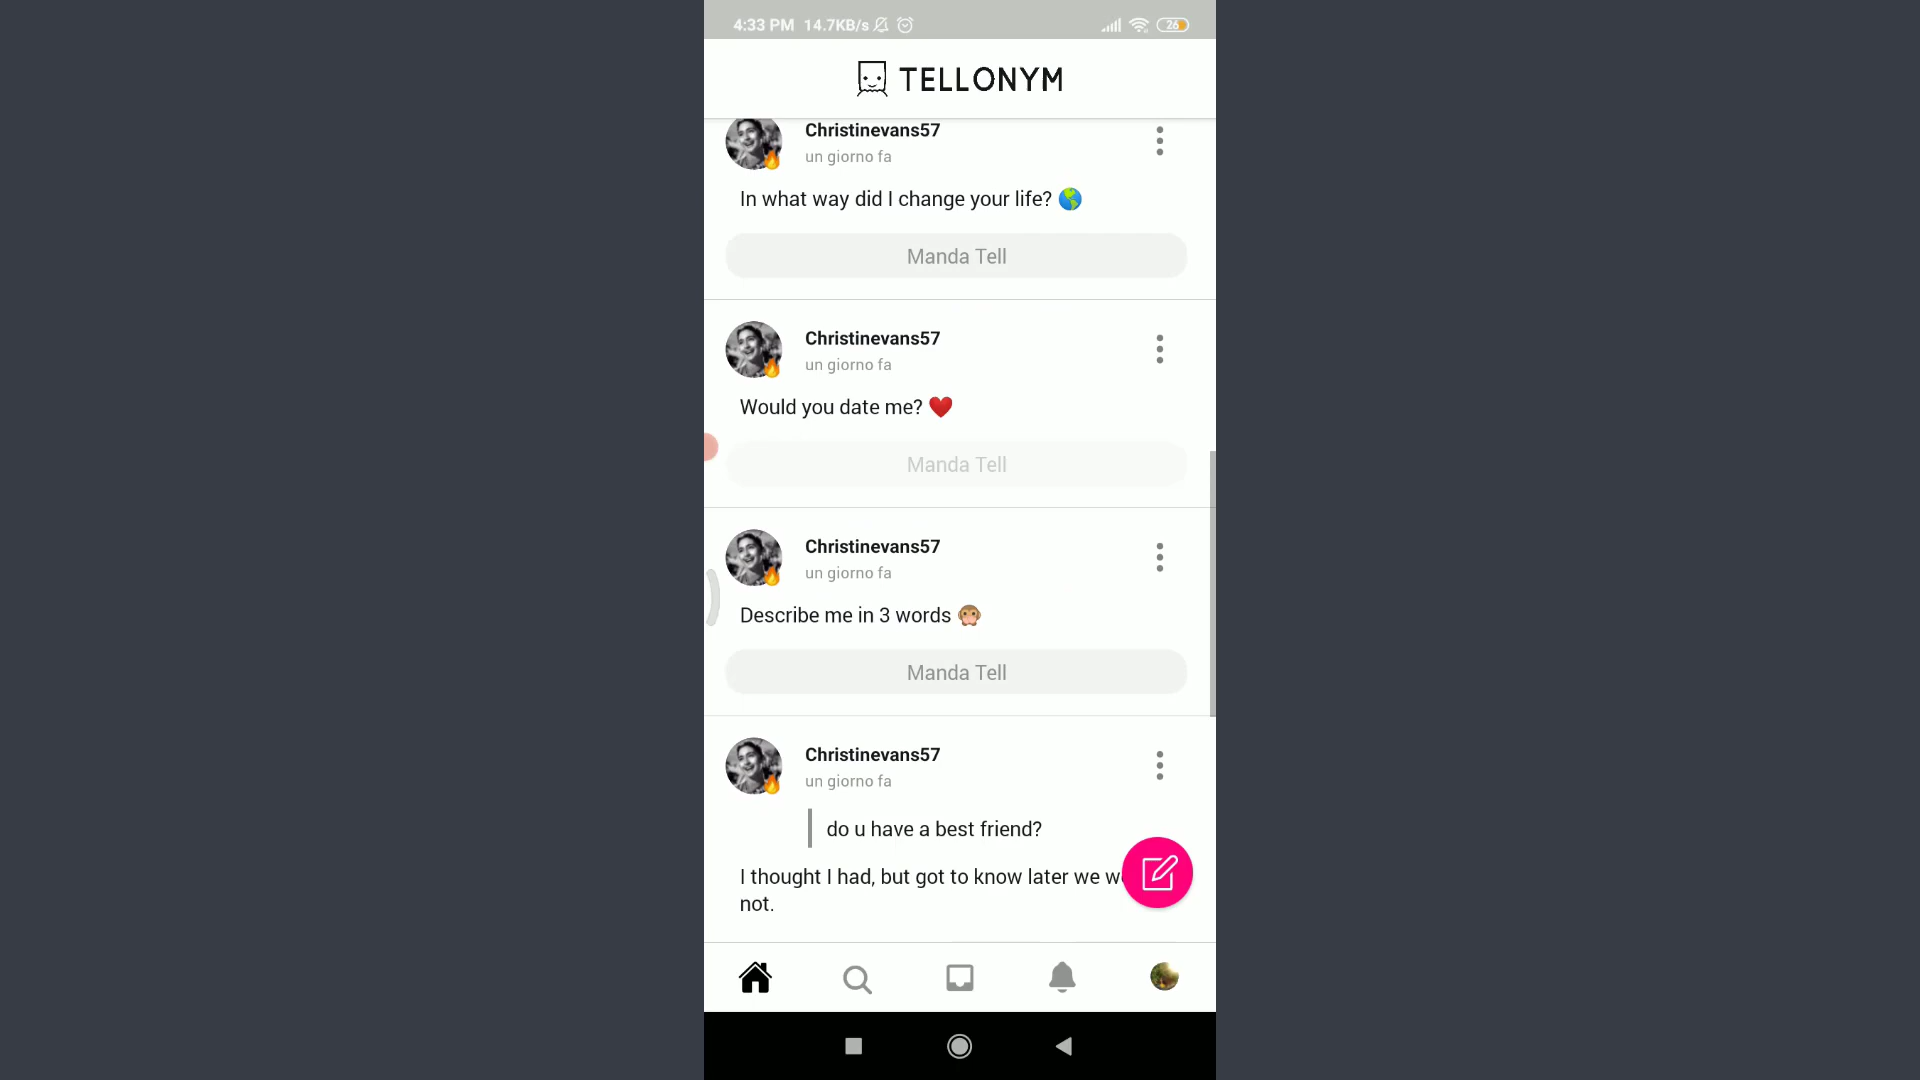 4:33 PM 14.7KB/s
26
TELLONYM
Christinevans57
un giorno fa
In what way did I change your life? 🌎
Manda Tell
Christinevans57
un giorno fa
Would you date me? ❤️
Manda Tell
Christinevans57
un giorno fa
Describe me in 3 words 🙊
Manda Tell
Christinevans57
un giorno fa
do u have a best friend?
I thought I had, but got to know later we
not.